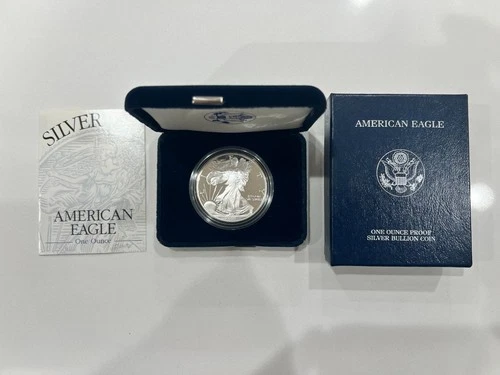 SILVER
AMERICAN
EAGLE
One Ounce
AMERICAN EAGLE
ONE OUNCE PROOF
SILVER BULLION COIN